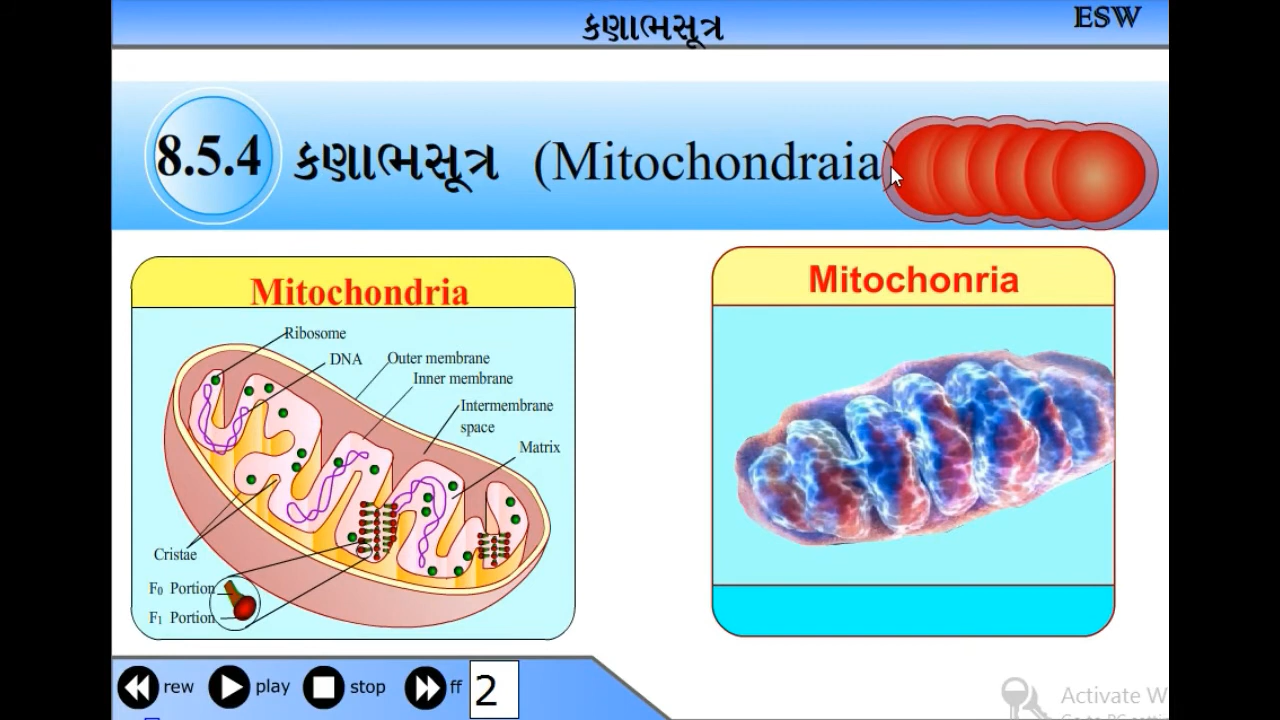 કણાભસૂત્ર
ESW
8.5.4 કણાભસૂત્ર (Mitochondraia)
Mitochondria
Ribosome
DNA
Outer membrane
Inner membrane
Intermembrane
space
Matrix
Cristae
F₀ Portion
F₁ Portion
Mitochonria
rew play stop ff 2
Activate W